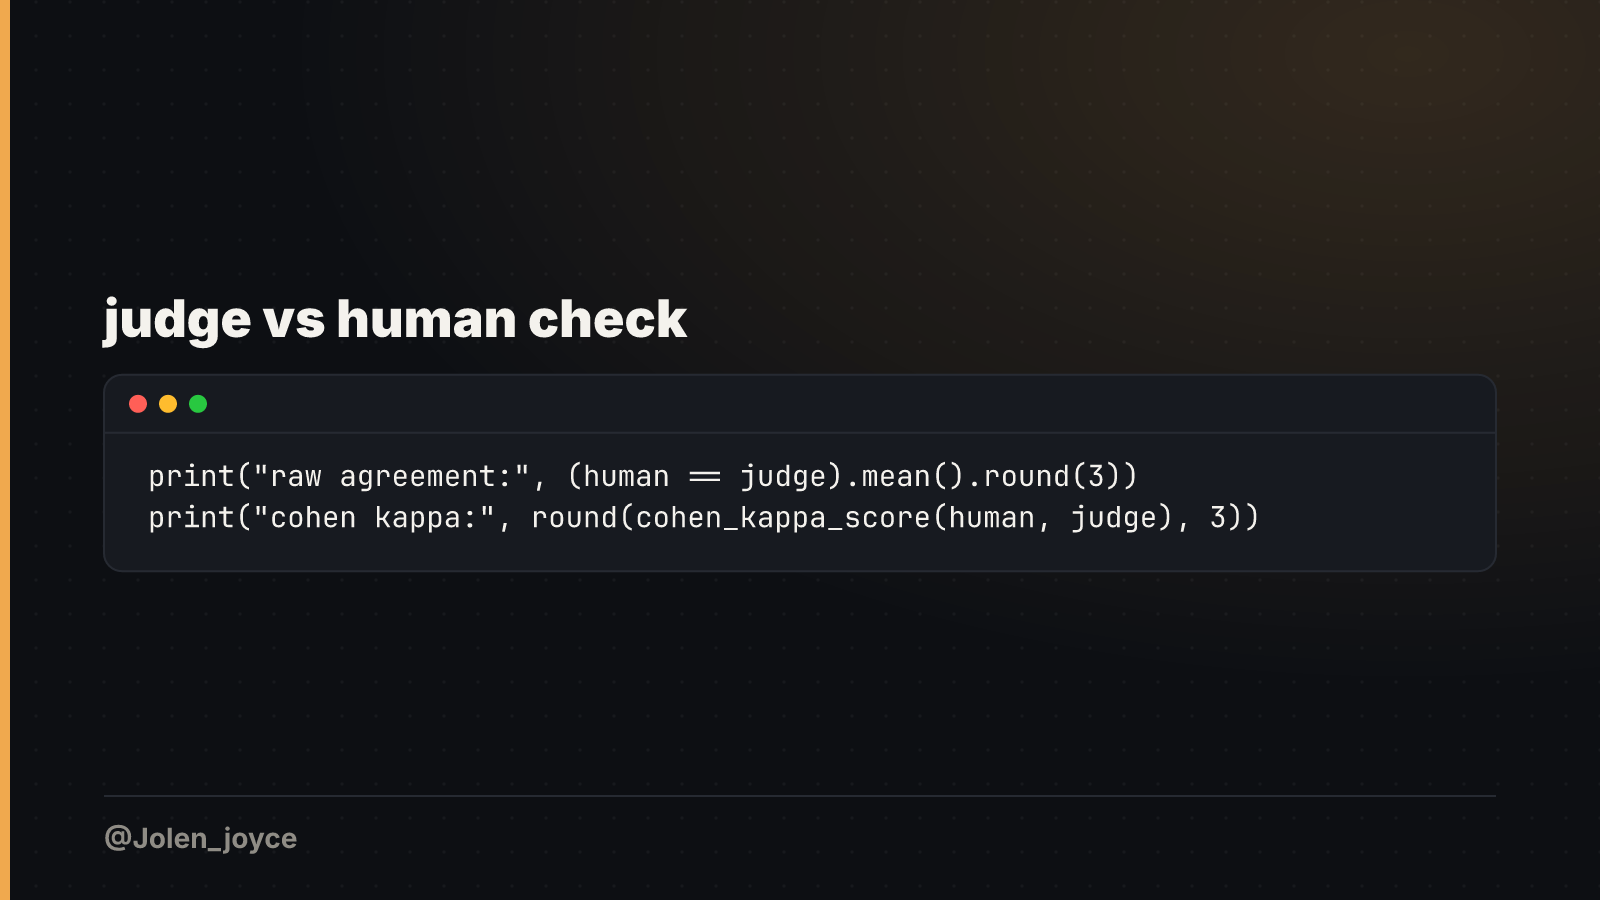 judge vs human check
print("raw agreement:", (human == judge).mean().round(3))
print("cohen kappa:", round(cohen_kappa_score(human, judge), 3))
@Jolen_joyce